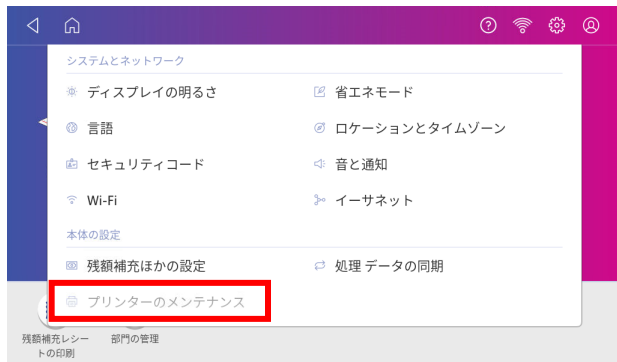 システムとネットワーク
ディスプレイの明るさ
省エネモード
言語
ロケーションとタイムゾーン
セキュリティコード
音と通知
Wi-Fi
イーサネット
本体の設定
残額補充ほかの設定
処理 データの同期
プリンターのメンテナンス
残額補充レシー
トの印刷
部門の管理